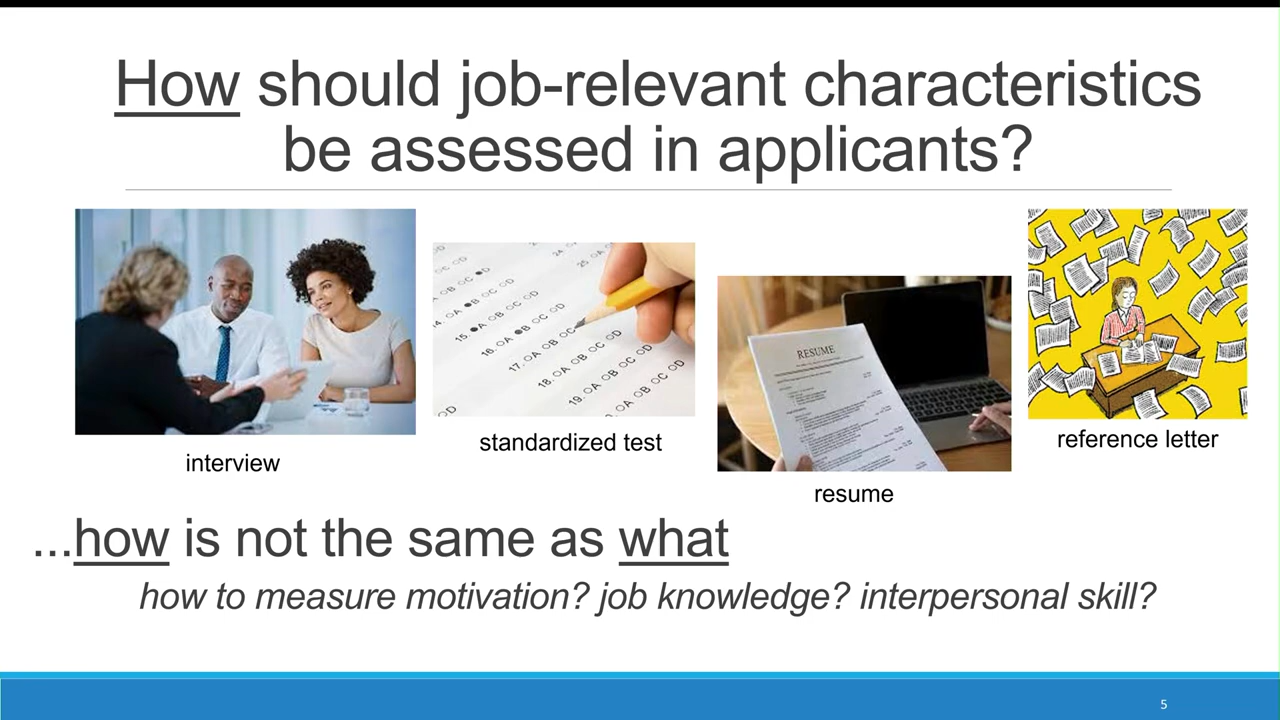 How should job-relevant characteristics
be assessed in applicants?
interview
standardized test
RESUME
resume
reference letter
...how is not the same as what
how to measure motivation? job knowledge? interpersonal skill?
5